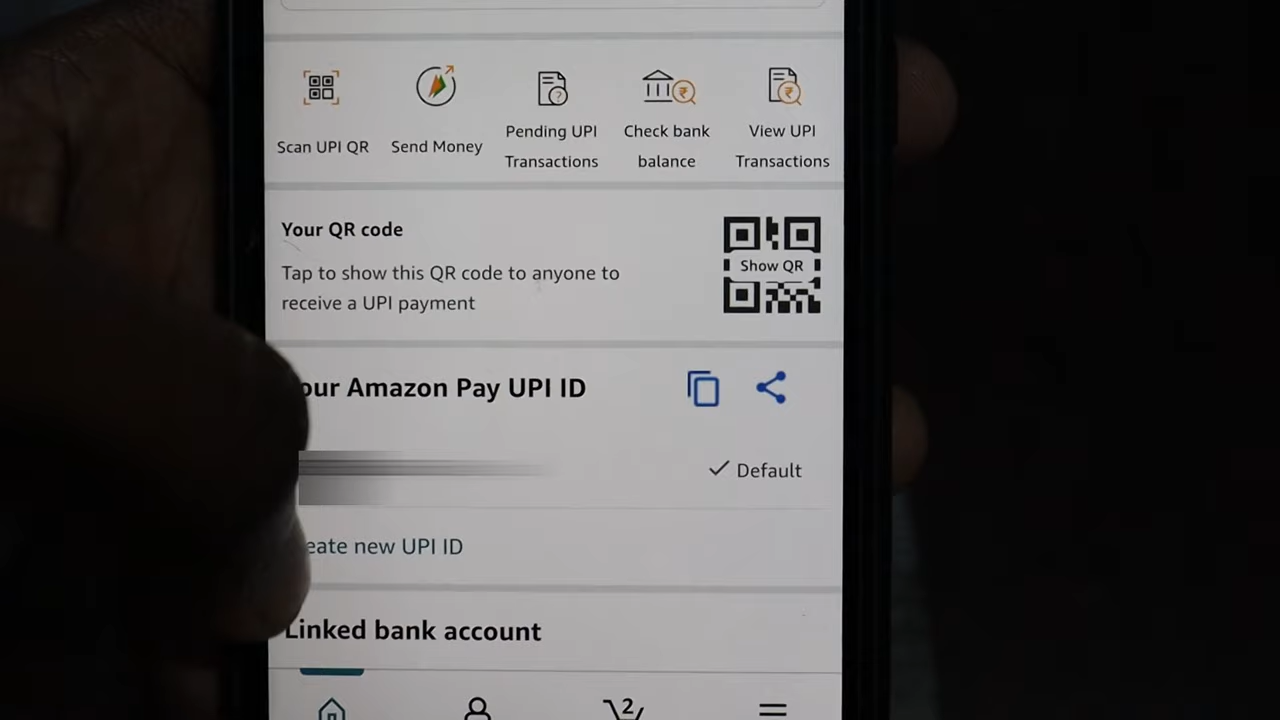 Scan UPI QR
Send Money
Pending UPI
Transactions
Check bank
balance
View UPI
Transactions
Your QR code
Tap to show this QR code to anyone to
receive a UPI payment
Show QR
our Amazon Pay UPI ID
Default
eate new UPI ID
Linked bank account
2